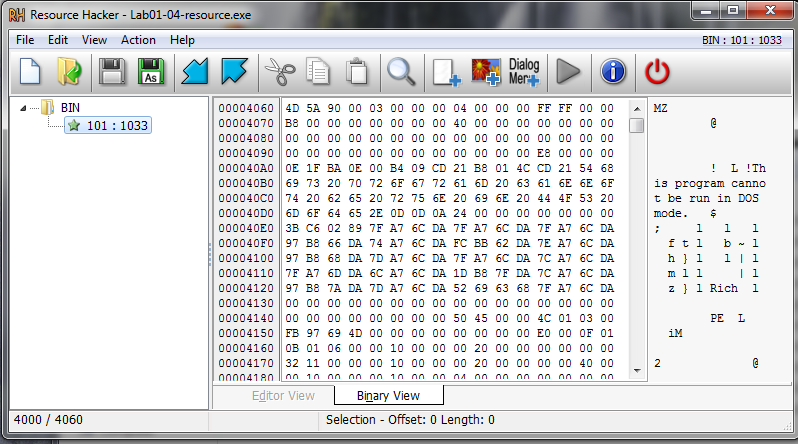 Resource Hacker - Lab01-04-resource.exe
File Edit View Action Help BIN : 101 : 1033
As Dialog Menu
BIN
101 : 1033
00004060 4D 5A 90 00 03 00 00 00 04 00 00 00 FF FF 00 00 MZ
00004070 B8 00 00 00 00 00 00 00 40 00 00 00 00 00 00 00 @
00004080 00 00 00 00 00 00 00 00 00 00 00 00 00 00 00 00
00004090 00 00 00 00 00 00 00 00 00 00 00 00 E8 00 00 00
000040A0 0E 1F BA 0E 00 B4 09 CD 21 B8 01 4C CD 21 54 68 ! L !Th
000040B0 69 73 20 70 72 6F 67 72 61 6D 20 63 61 6E 6E 6F is program canno
000040C0 74 20 62 65 20 72 75 6E 20 69 6E 20 44 4F 53 20 t be run in DOS
000040D0 6D 6F 64 65 2E 0D 0D 0A 24 00 00 00 00 00 00 00 mode. $
000040E0 3B C6 02 89 7F A7 6C DA 7F A7 6C DA 7F A7 6C DA ; l l l
000040F0 97 B8 66 DA 74 A7 6C DA FC BB 62 DA 7E A7 6C DA f t l b ~ l
00004100 97 B8 68 DA 7D A7 6C DA 7F A7 6C DA 7C A7 6C DA h } l l | l
00004110 7F A7 6D DA 6C A7 6C DA 1D B8 7F DA 7C A7 6C DA m l l | l
00004120 97 B8 7A DA 7D A7 6C DA 52 69 63 68 7F A7 6C DA z } l Rich l
00004130 00 00 00 00 00 00 00 00 00 00 00 00 00 00 00 00
00004140 00 00 00 00 00 00 00 00 50 45 00 00 4C 01 03 00 PE L
00004150 FB 97 69 4D 00 00 00 00 00 00 00 00 E0 00 0F 01 iM
00004160 0B 01 06 00 00 10 00 00 00 20 00 00 00 00 00 00
00004170 32 11 00 00 00 10 00 00 00 20 00 00 00 00 40 00 2 @
00004180 04 10 00 00 00 10 00 00 04 00 00 00 00 00 00 00
Editor View Binary View
4000 / 4060 Selection - Offset: 0 Length: 0